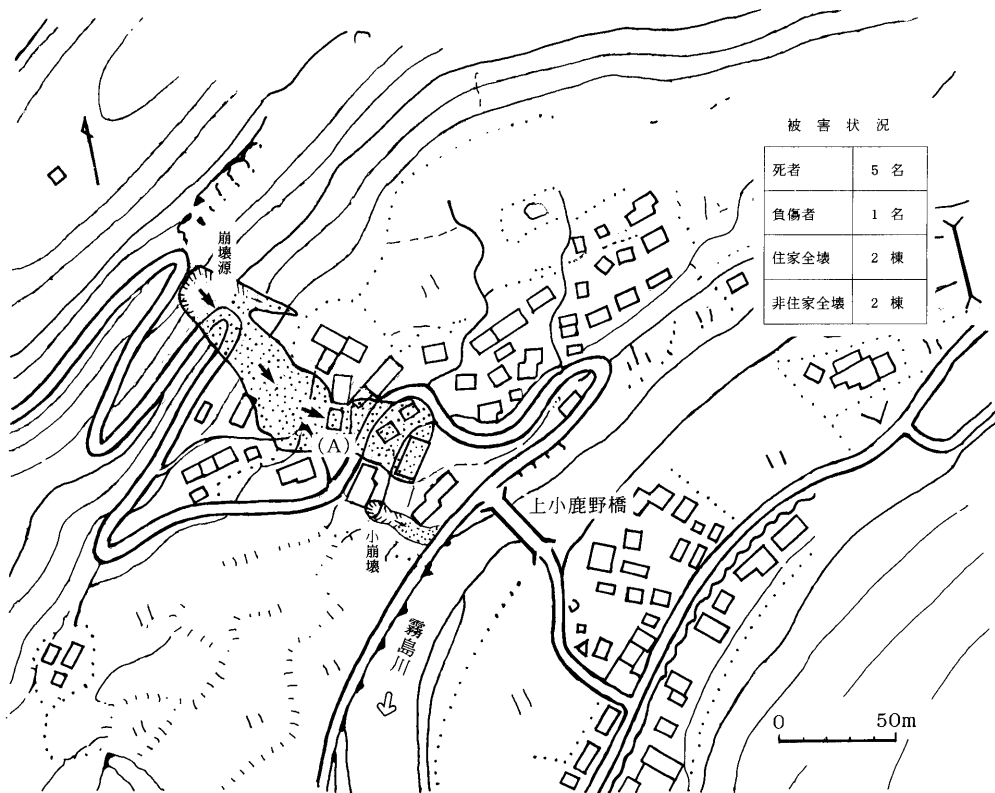 被害状況
死者 5名
負傷者 1名
住家全壊 2棟
非住家全壊 2棟
崩壊源
(A)
上小鹿野橋
小崩壊
霧島川
0 50m